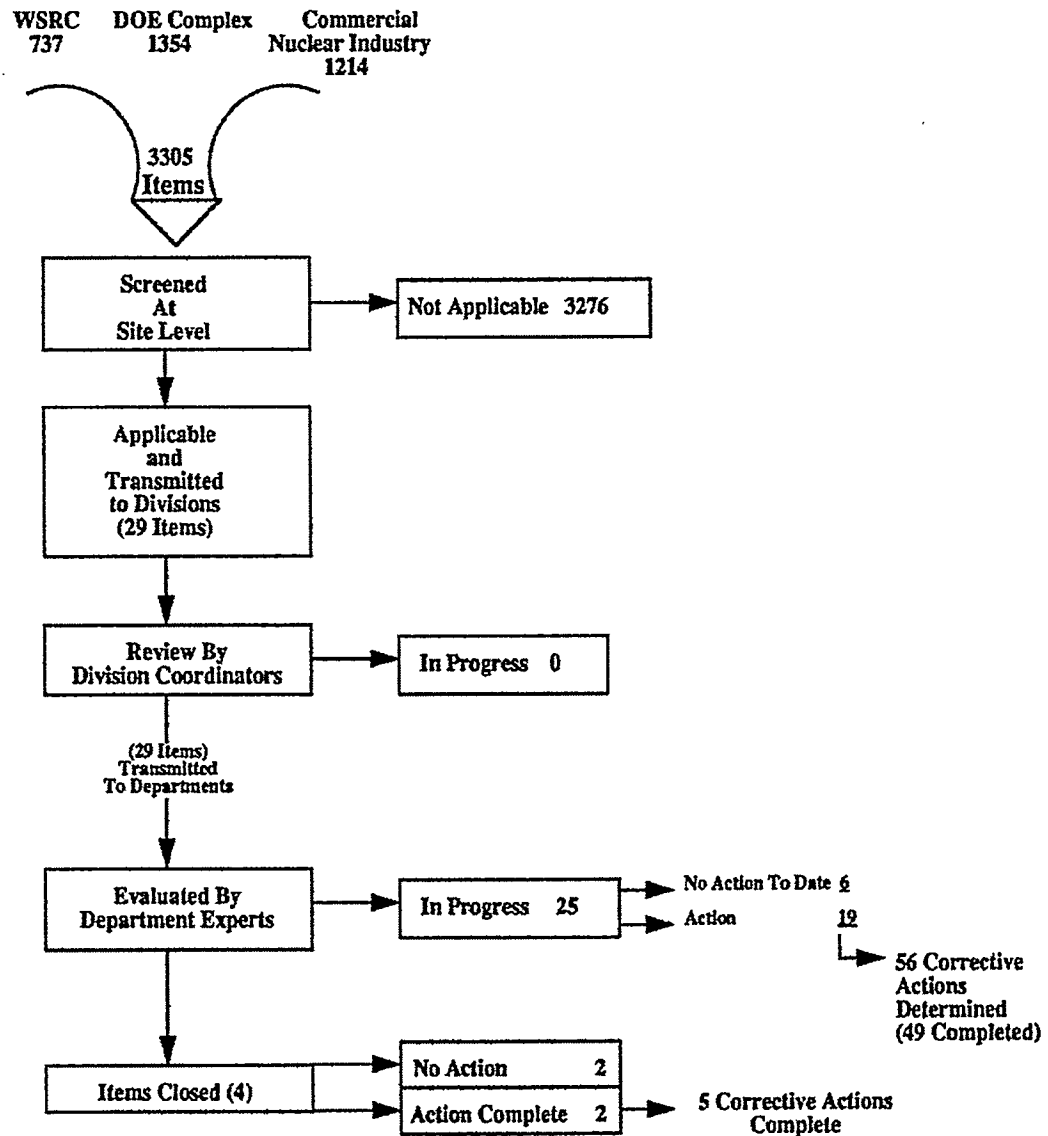 WSRC
737
DOE Complex
1354
Commercial
Nuclear Industry
1214
3305
Items
Screened
At
Site Level
Not Applicable 3276
Applicable
and
Transmitted
to Divisions
(29 Items)
Review By
Division Coordinators
In Progress 0
(29 Items)
Transmitted
To Departments
Evaluated By
Department Experts
In Progress 25
No Action To Date 6
Action 19
56 Corrective
Actions
Determined
(49 Completed)
Items Closed (4)
No Action 2
Action Complete 2
5 Corrective Actions
Complete